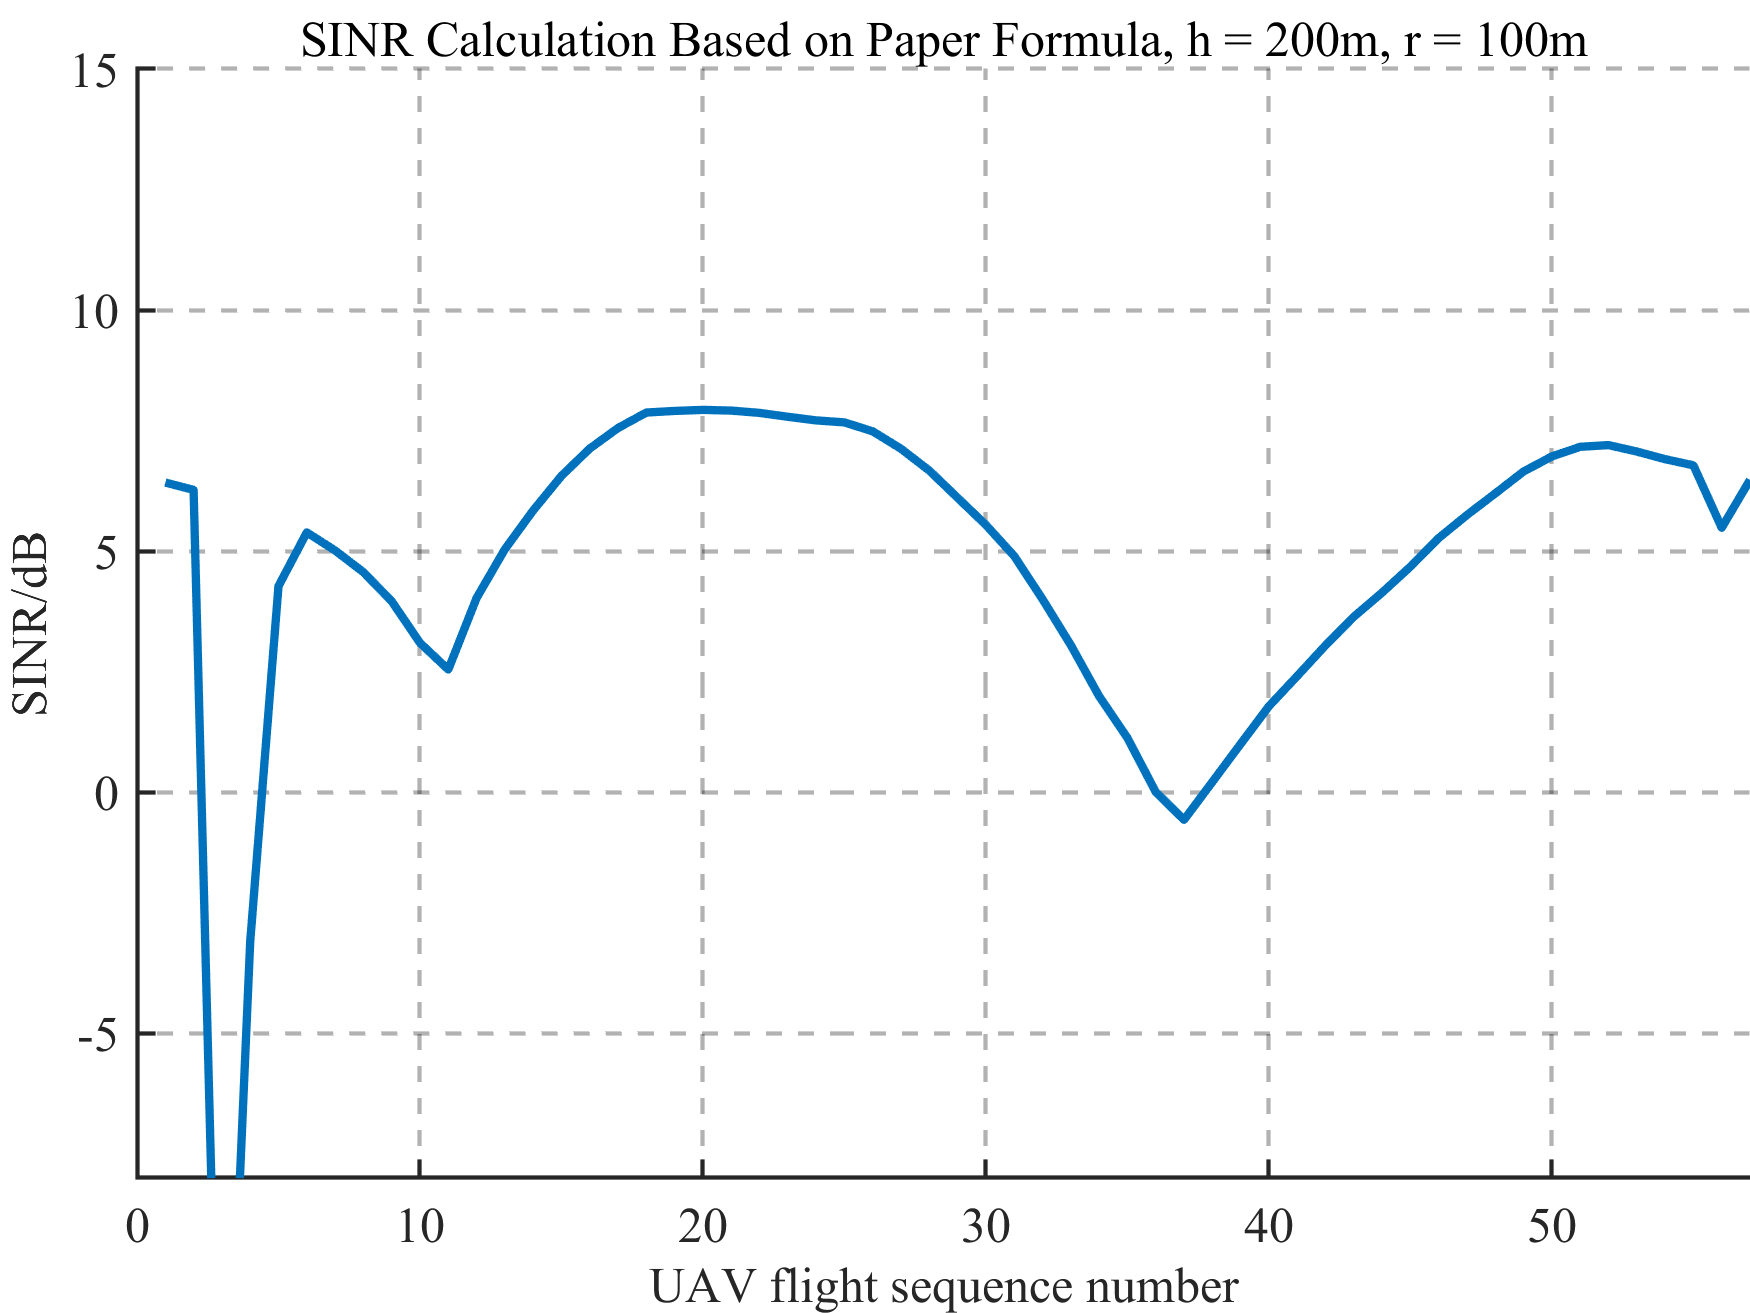 SINR Calculation Based on Paper Formula, h = 200m, r = 100m
15
10
5
0
-5
SINR/dB
0 10 20 30 40 50
UAV flight sequence number